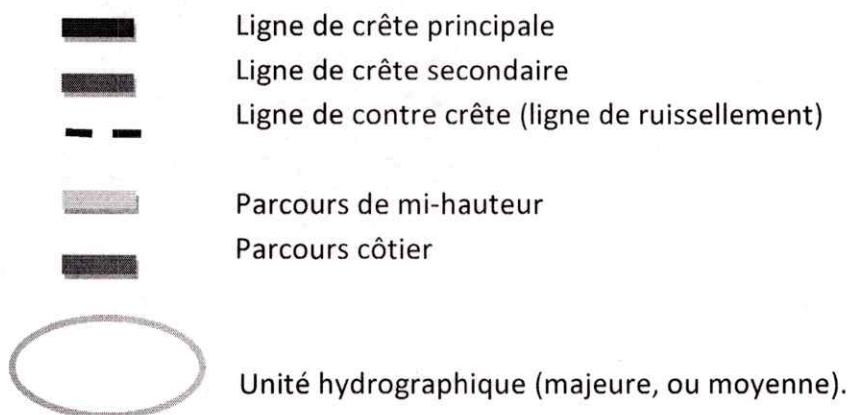 Ligne de crête principale
Ligne de crête secondaire
Ligne de contre crête (ligne de ruissellement)
Parcours de mi-hauteur
Parcours côtier
Unité hydrographique (majeure, ou moyenne).